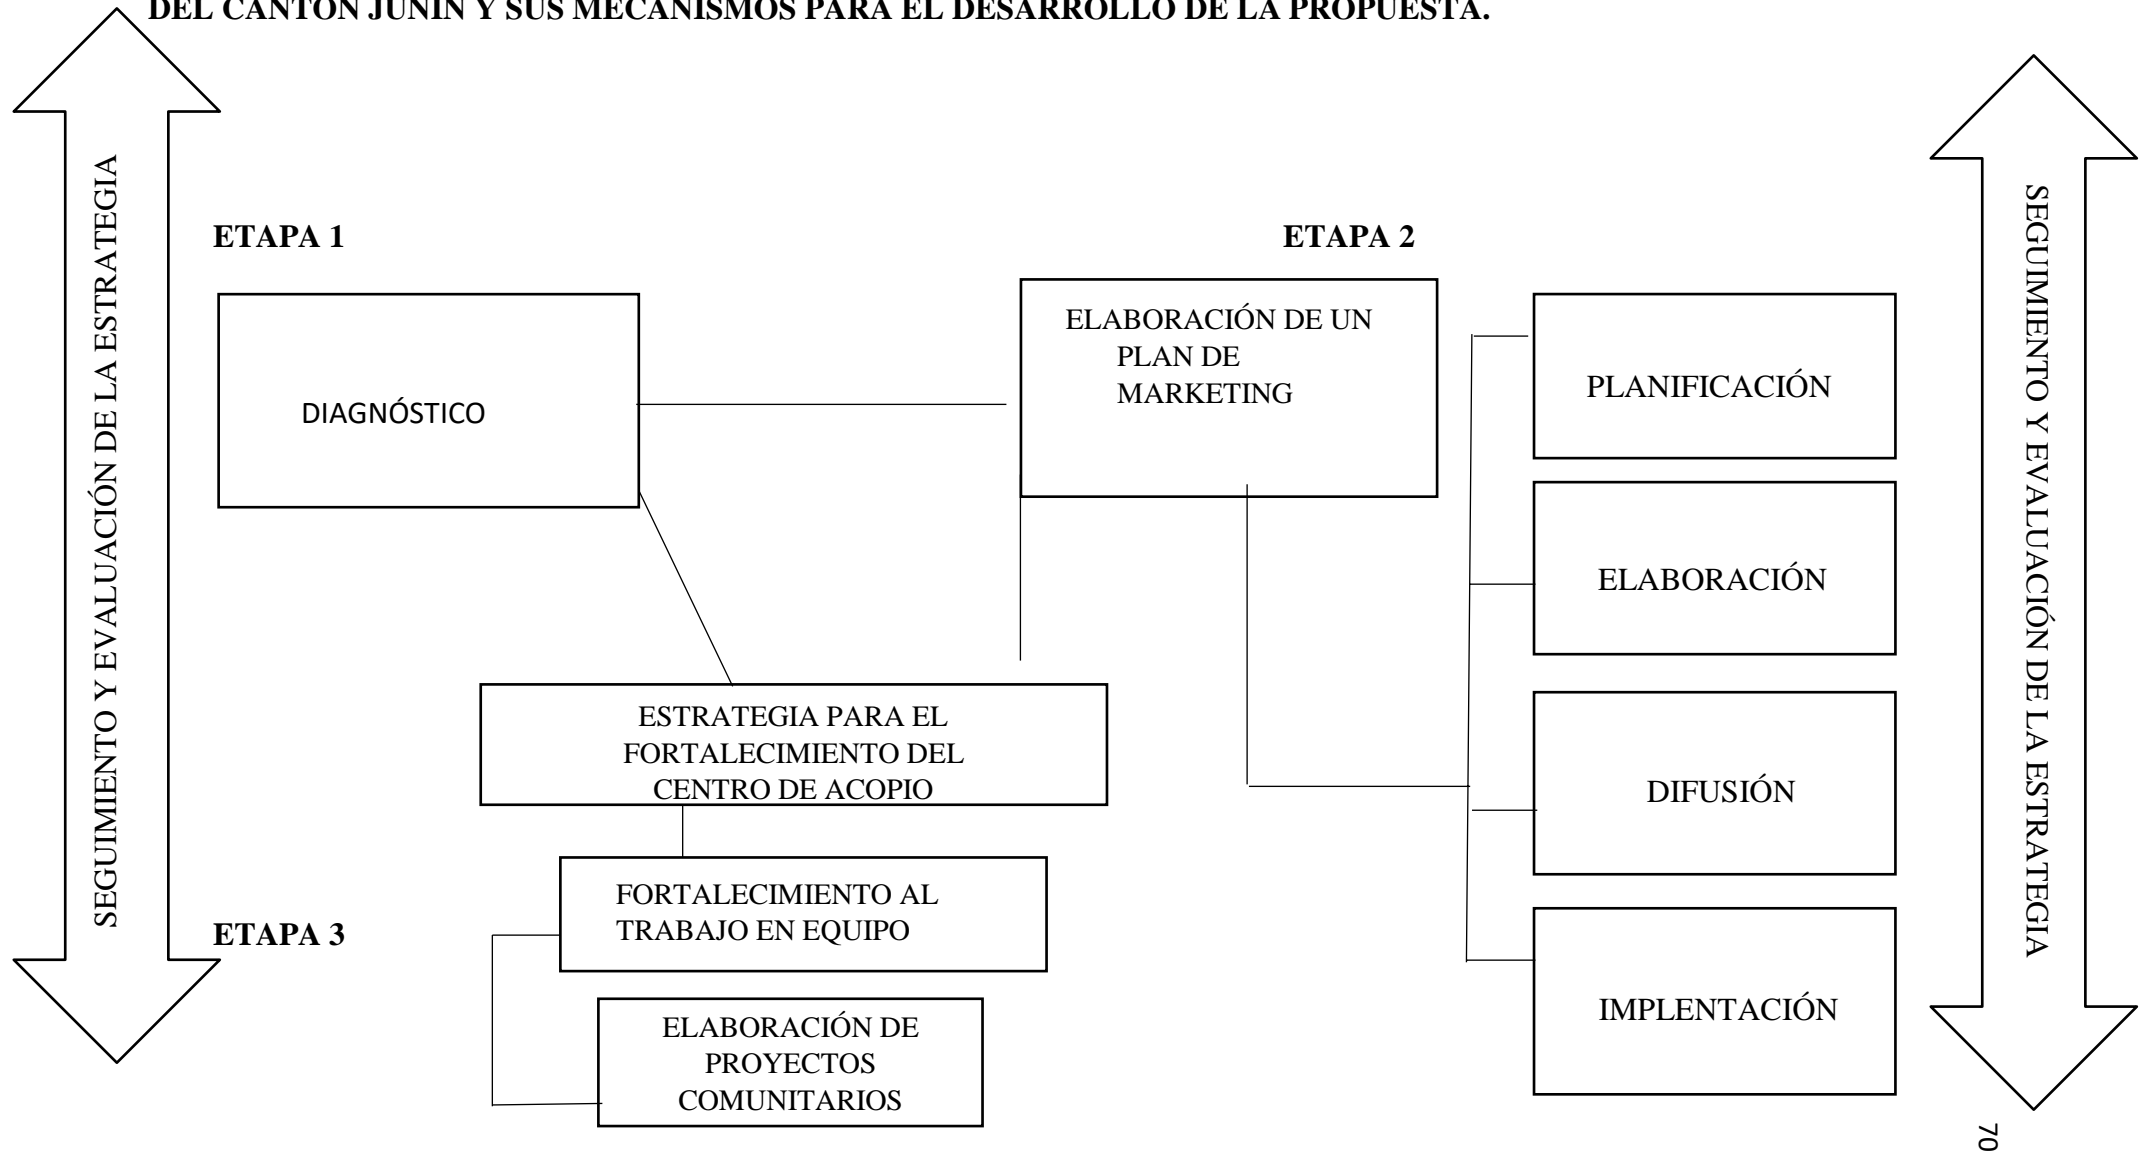 DEL CANTÓN JUNÍN Y SUS MECANISMOS PARA EL DESARROLLO DE LA PROPUESTA.
SEGUIMIENTO Y EVALUACIÓN DE LA ESTRATEGIA
ETAPA 1
DIAGNÓSTICO
ETAPA 2
ELABORACIÓN DE UN
PLAN DE
MARKETING
PLANIFICACIÓN
ELABORACIÓN
DIFUSIÓN
IMPLENTACIÓN
ESTRATEGIA PARA EL
FORTALECIMIENTO DEL
CENTRO DE ACOPIO
ETAPA 3
FORTALECIMIENTO AL
TRABAJO EN EQUIPO
ELABORACIÓN DE
PROYECTOS
COMUNITARIOS
SEGUIMIENTO Y EVALUACIÓN DE LA ESTRATEGIA
70